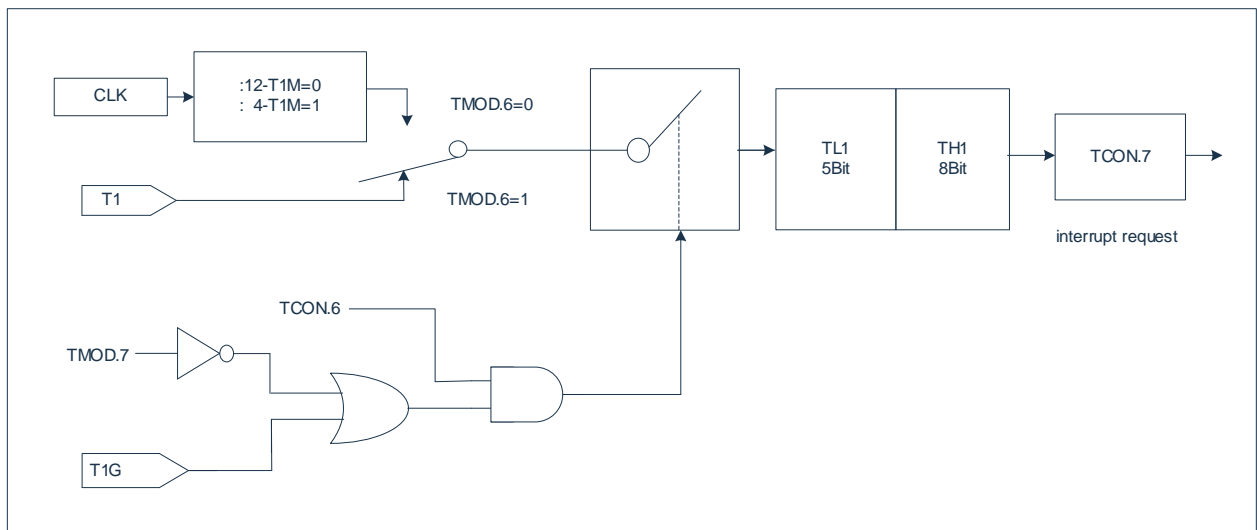 CLK
:12-T1M=0
: 4-T1M=1
TMOD.6=0
T1
TMOD.6=1
TL1
5Bit
TH1
8Bit
TCON.7
interrupt request
TCON.6
TMOD.7
T1G